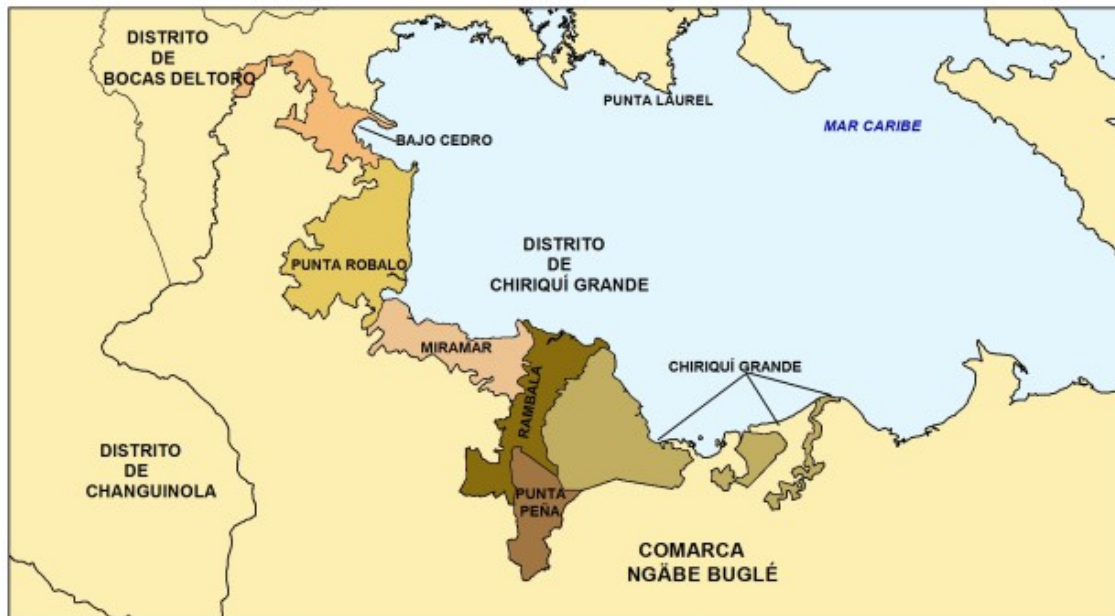 DISTRITO
DE
BOCAS DELTORO
PUNTA LAUREL
MAR CARIBE
BAJO CEDRO
DISTRITO
DE
CHIRIQUÍ GRANDE
PUNTA ROBALO
MIRAMAR
CHIRIQUÍ GRANDE
RAMBALA
DISTRITO
DE
CHANGUINOLA
PUNTA
PEÑA
COMARCA
NGÄBE BUGLÉ